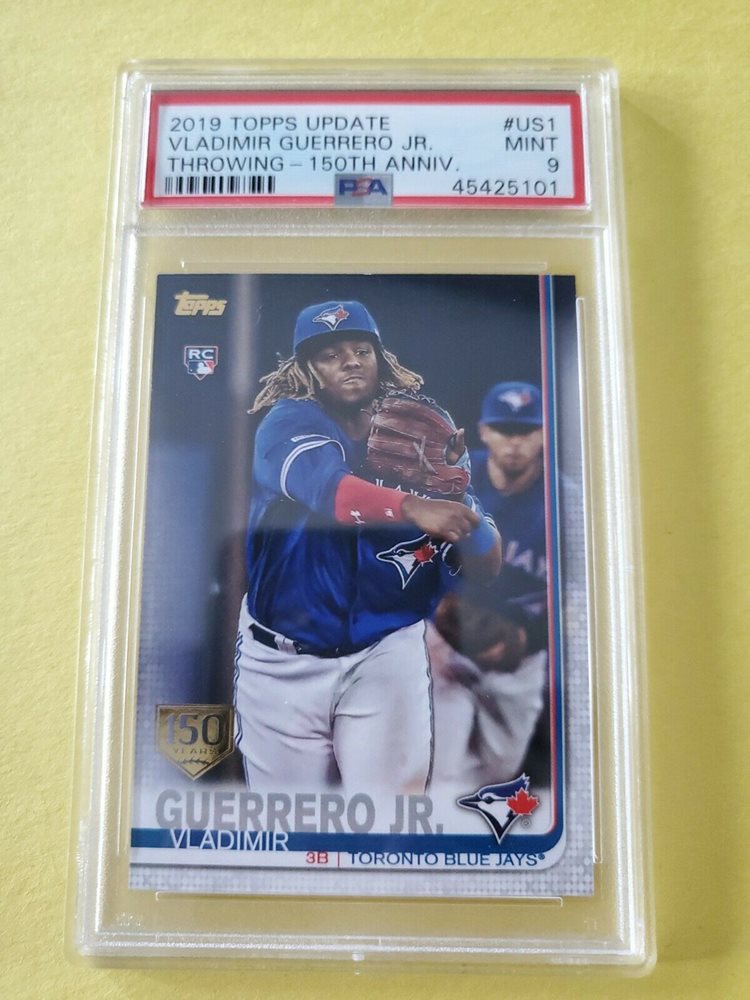 2019 TOPPS UPDATE #US1
VLADIMIR GUERRERO JR. MINT
THROWING – 150TH ANNIV. 9
PSA 45425101
Topps
RC
150
YEARS
GUERRERO JR.
VLADIMIR
3B | TORONTO BLUE JAYS®